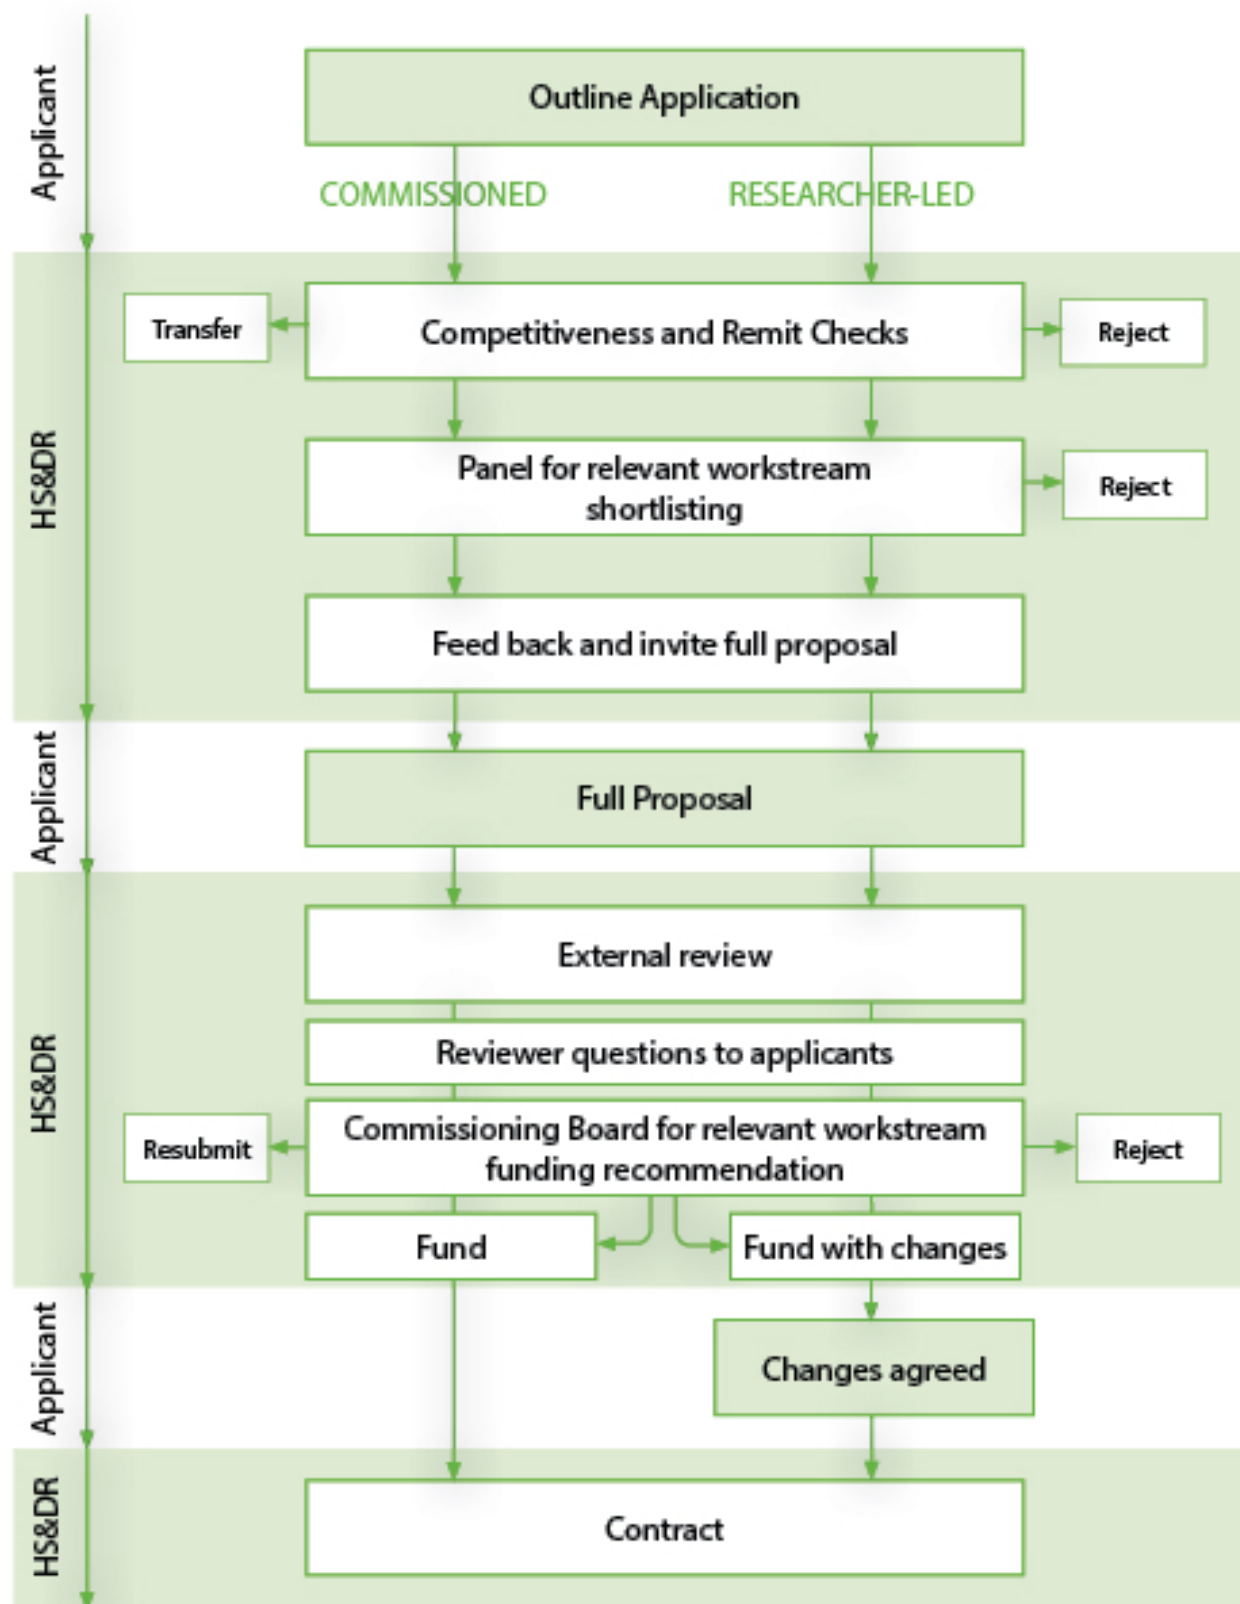 Applicant
Outline Application
COMMISSIONED
RESEARCHER-LED
HS&DR
Transfer
Competitiveness and Remit Checks
Reject
Panel for relevant workstream
shortlisting
Reject
Feed back and invite full proposal
Applicant
Full Proposal
HS&DR
External review
Reviewer questions to applicants
Resubmit
Commissioning Board for relevant workstream
funding recommendation
Reject
Fund
Fund with changes
Applicant
Changes agreed
HS&DR
Contract